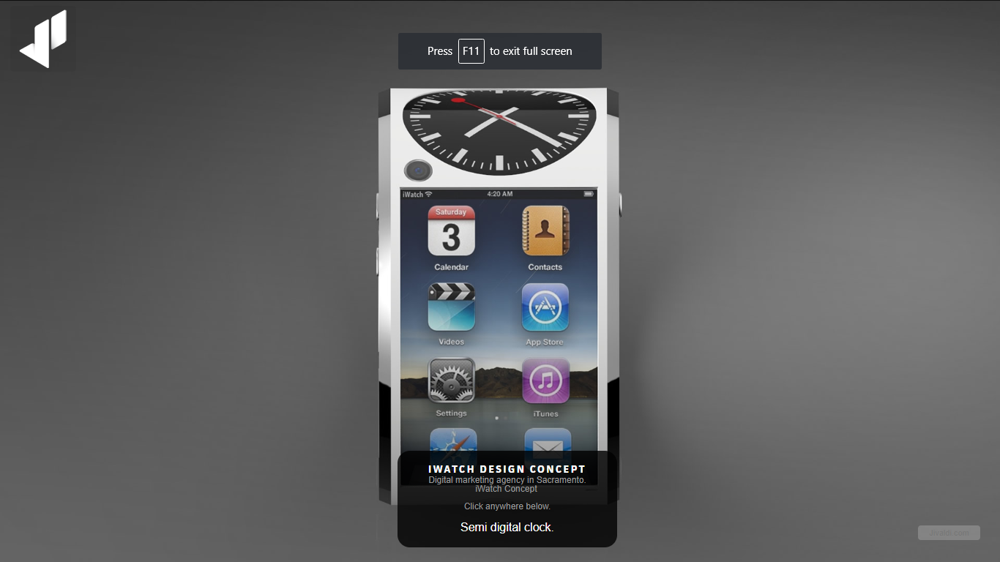 Press F11 to exit full screen
iWatch 4:20 AM
Saturday
3
Calendar Contacts
Videos App Store
Settings iTunes
IWATCH DESIGN CONCEPT
Digital marketing agency in Sacramento.
iWatch Concept
Click anywhere below.
Semi digital clock.